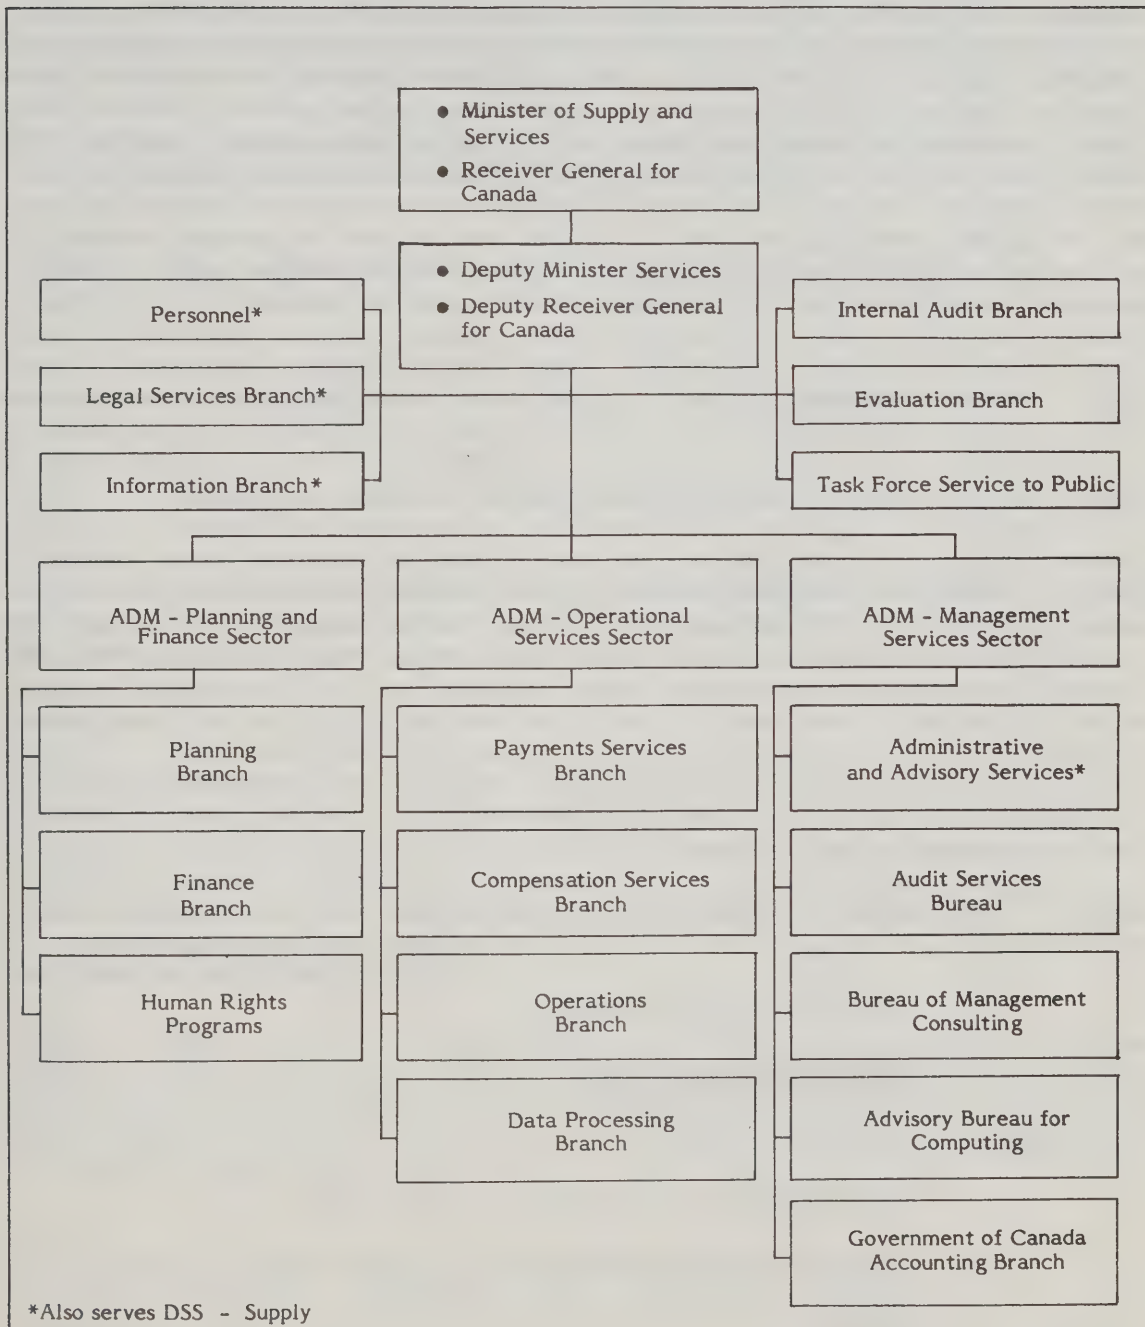 ● Minister of Supply and
Services
● Receiver General for
Canada
● Deputy Minister Services
● Deputy Receiver General
for Canada
Personnel*
Legal Services Branch*
Information Branch*
Internal Audit Branch
Evaluation Branch
Task Force Service to Public
ADM - Planning and
Finance Sector
ADM - Operational
Services Sector
ADM - Management
Services Sector
Planning
Branch
Finance
Branch
Human Rights
Programs
Payments Services
Branch
Compensation Services
Branch
Operations
Branch
Data Processing
Branch
Administrative
and Advisory Services*
Audit Services
Bureau
Bureau of Management
Consulting
Advisory Bureau for
Computing
Government of Canada
Accounting Branch
*Also serves DSS - Supply